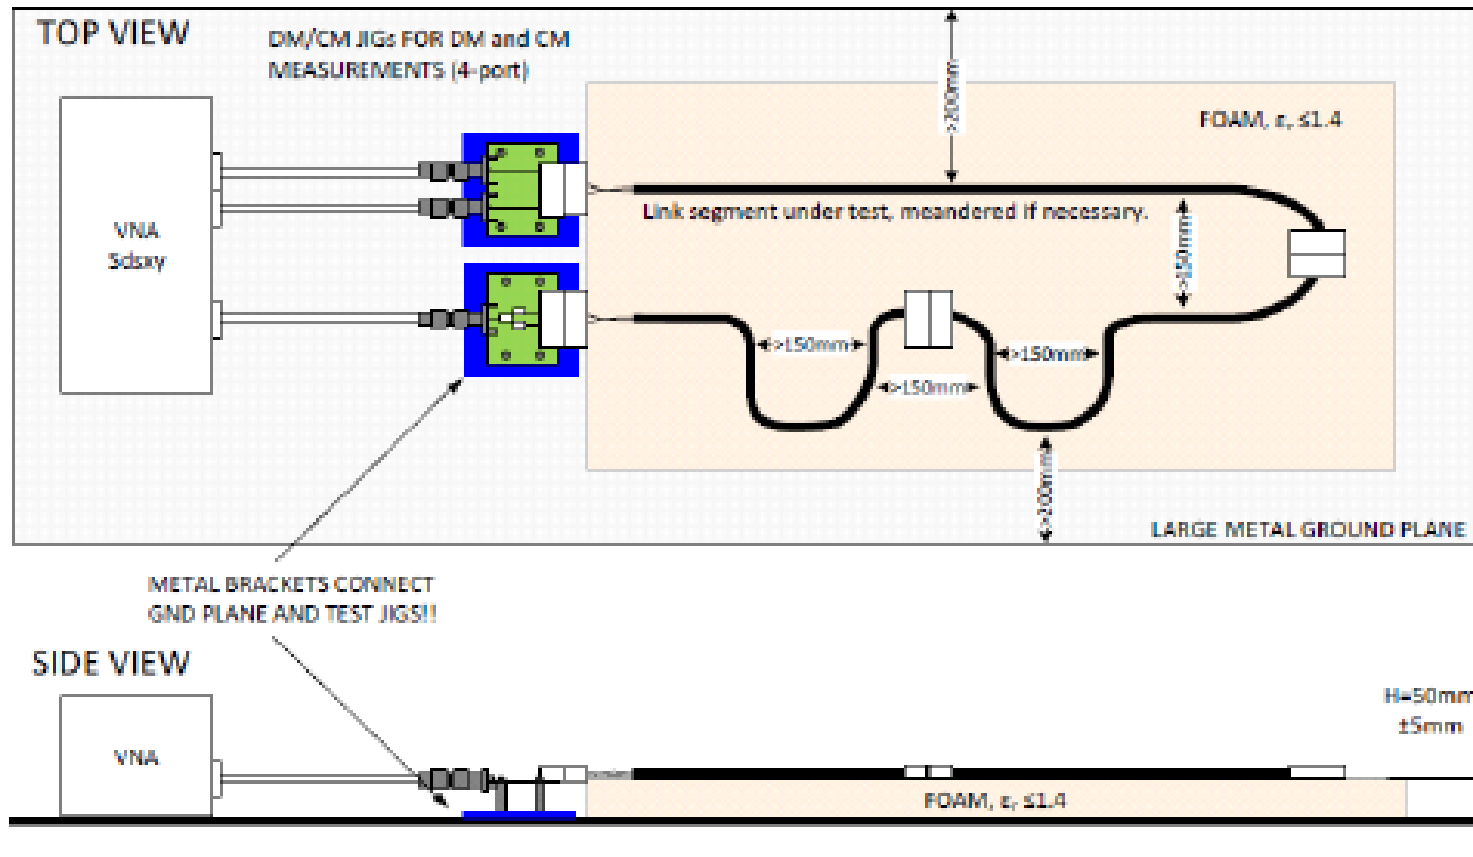 TOP VIEW
DM/CM JIGs FOR DM and CM
MEASUREMENTS (4-port)
>200mm
FOAM, εr ≤1.4
VNA
Sdsxy
Link segment under test, meandered if necessary.
>150mm
>150mm
>150mm
>150mm
>200mm
LARGE METAL GROUND PLANE
METAL BRACKETS CONNECT
GND PLANE AND TEST JIGS!!
SIDE VIEW
H=50mm
±5mm
VNA
FOAM, εr ≤1.4